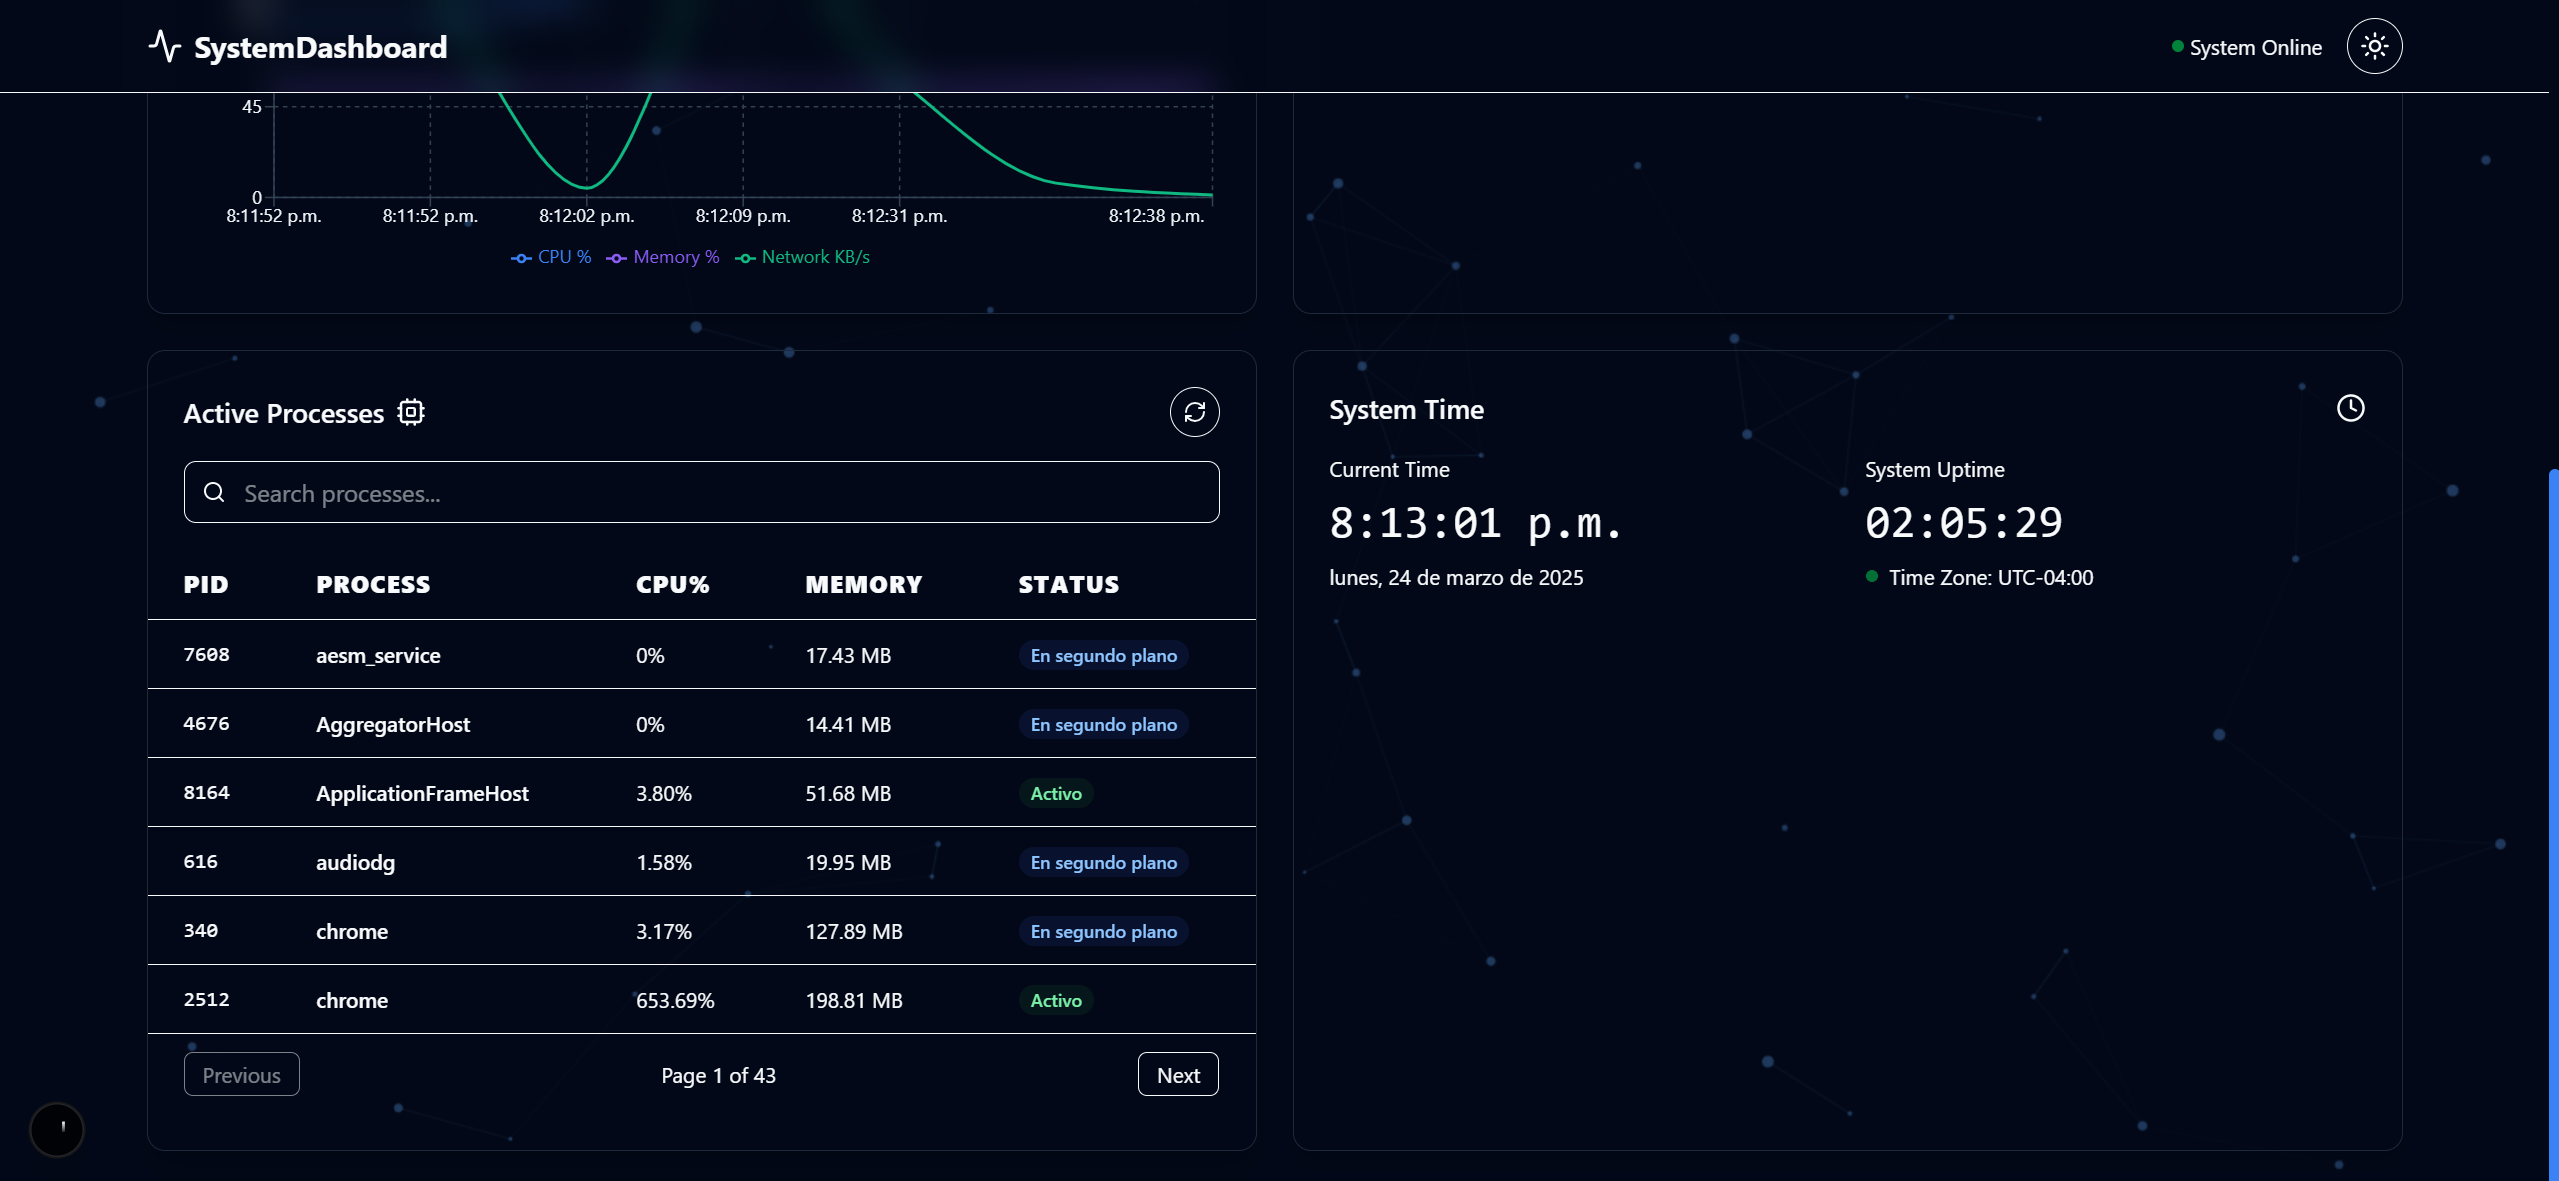 SystemDashboard
System Online
45
0
8:11:52 p.m. 8:11:52 p.m. 8:12:02 p.m. 8:12:09 p.m. 8:12:31 p.m. 8:12:38 p.m.
CPU % Memory % Network KB/s
Active Processes
Search processes...
PID PROCESS CPU% MEMORY STATUS
7608 aesm_service 0% 17.43 MB En segundo plano
4676 AggregatorHost 0% 14.41 MB En segundo plano
8164 ApplicationFrameHost 3.80% 51.68 MB Activo
616 audiodg 1.58% 19.95 MB En segundo plano
340 chrome 3.17% 127.89 MB En segundo plano
2512 chrome 653.69% 198.81 MB Activo
Previous Page 1 of 43 Next
System Time
Current Time
8:13:01 p.m.
lunes, 24 de marzo de 2025
System Uptime
02:05:29
Time Zone: UTC-04:00